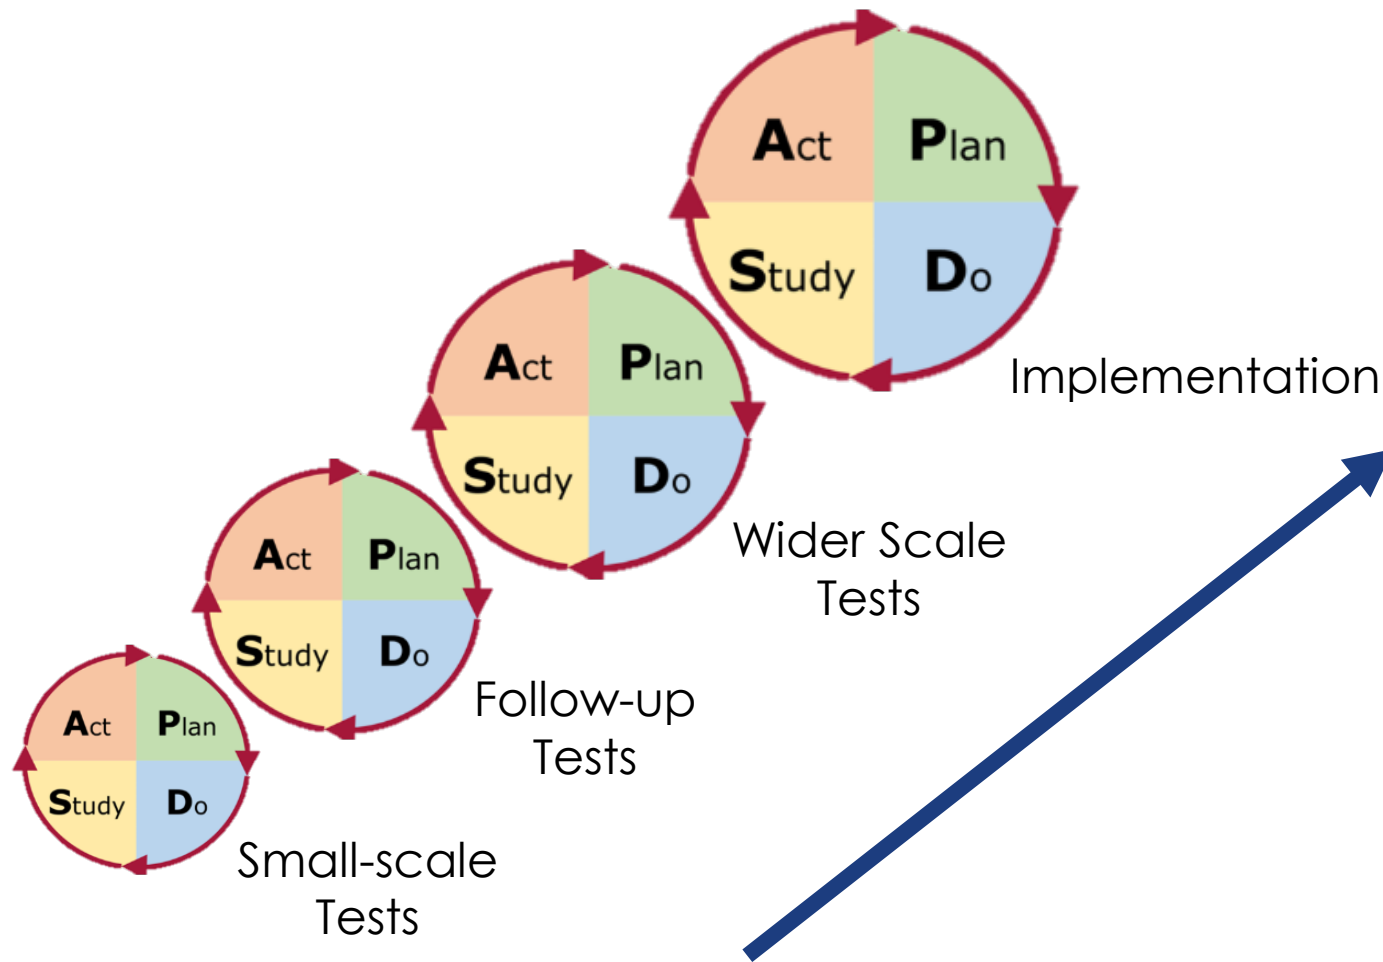 Act Plan
Study Do
Implementation
Act Plan
Study Do
Wider Scale
Tests
Act Plan
Study Do
Follow-up
Tests
Act Plan
Study Do
Small-scale
Tests